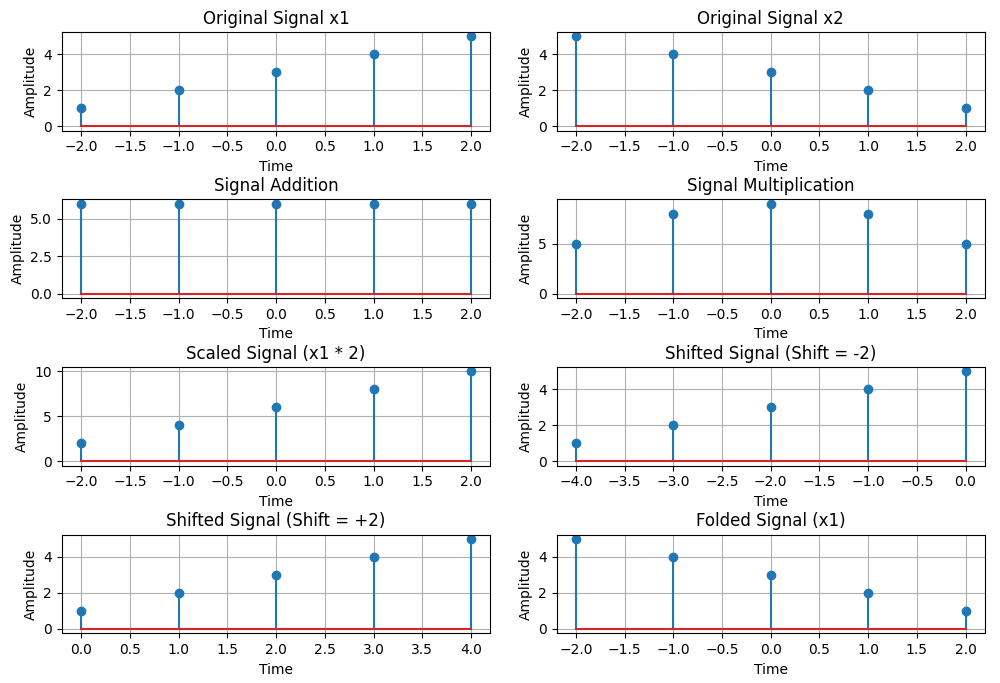 Original Signal x1
Amplitude
4
2
0
−2.0 −1.5 −1.0 −0.5 0.0 0.5 1.0 1.5 2.0
Time
Original Signal x2
Amplitude
4
2
0
−2.0 −1.5 −1.0 −0.5 0.0 0.5 1.0 1.5 2.0
Time
Signal Addition
Amplitude
5.0
2.5
0.0
−2.0 −1.5 −1.0 −0.5 0.0 0.5 1.0 1.5 2.0
Time
Signal Multiplication
Amplitude
5
0
−2.0 −1.5 −1.0 −0.5 0.0 0.5 1.0 1.5 2.0
Time
Scaled Signal (x1 * 2)
Amplitude
10
5
0
−2.0 −1.5 −1.0 −0.5 0.0 0.5 1.0 1.5 2.0
Time
Shifted Signal (Shift = -2)
Amplitude
4
2
0
−4.0 −3.5 −3.0 −2.5 −2.0 −1.5 −1.0 −0.5 0.0
Time
Shifted Signal (Shift = +2)
Amplitude
4
2
0
0.0 0.5 1.0 1.5 2.0 2.5 3.0 3.5 4.0
Time
Folded Signal (x1)
Amplitude
4
2
0
−2.0 −1.5 −1.0 −0.5 0.0 0.5 1.0 1.5 2.0
Time